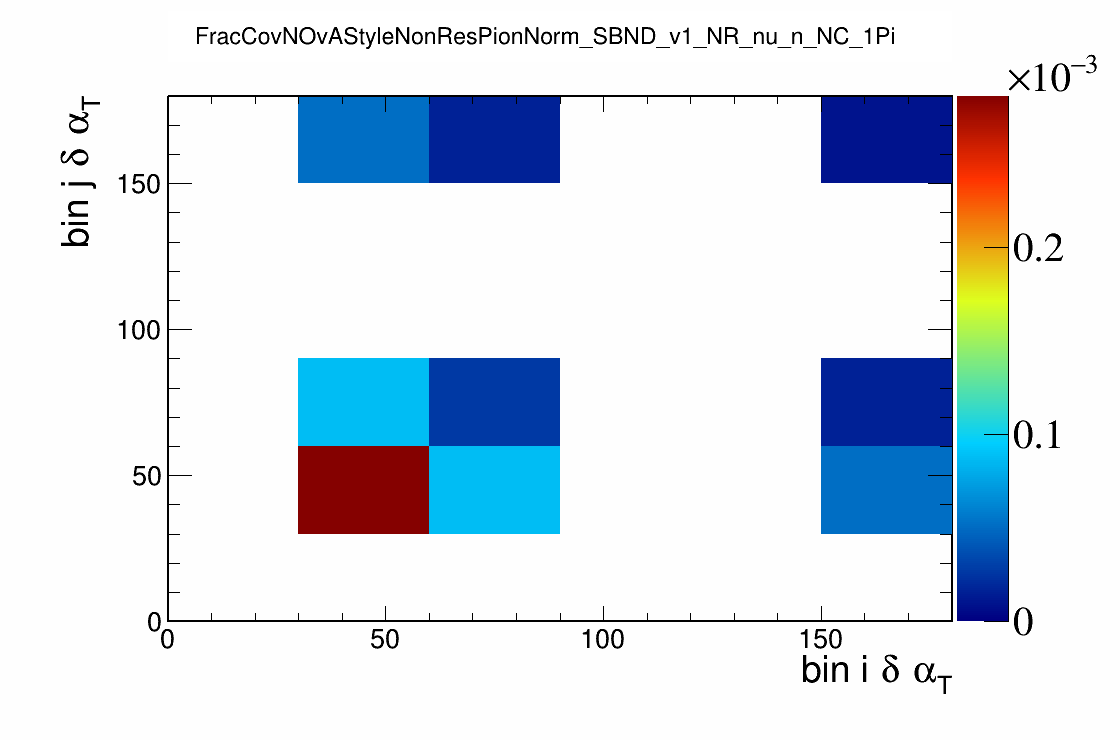 FracCovNOvAStyleNonResPionNorm_SBND_v1_NR_nu_n_NC_1Pi
×10⁻³
bin j δ α_T
150
100
50
0
0.2
0.1
0
0 50 100 150
bin i δ α_T